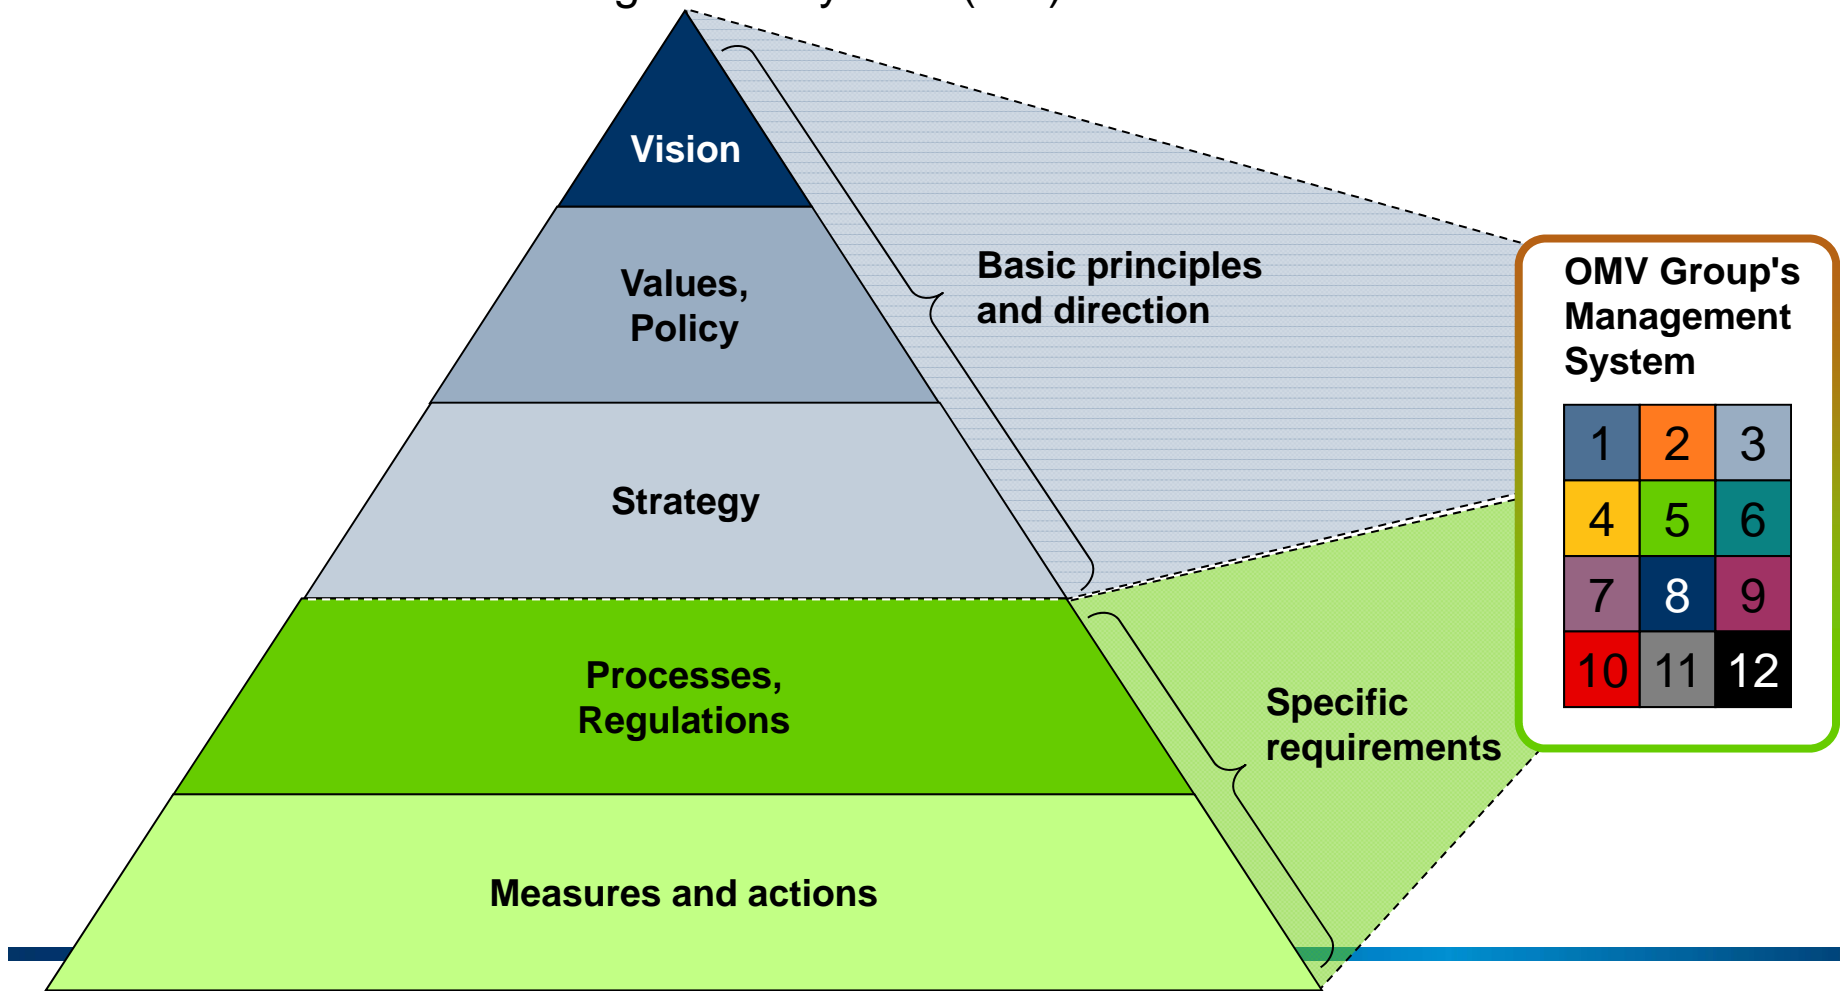 Vision
Values,
Policy
Strategy
Processes,
Regulations
Measures and actions
Basic principles
and direction
Specific
requirements
OMV Group's
Management
System
1 2 3
4 5 6
7 8 9
10 11 12